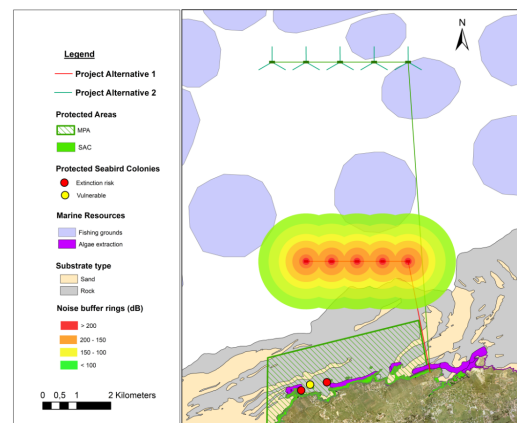 Legend
Project Alternative 1
Project Alternative 2
Protected Areas
MPA
SAC
Protected Seabird Colonies
Extinction risk
Vulnerable
Marine Resources
Fishing grounds
Algae extraction
Substrate type
Sand
Rock
Noise buffer rings (dB)
> 200
200 - 150
150 - 100
< 100
0 0,5 1 2 Kilometers
N